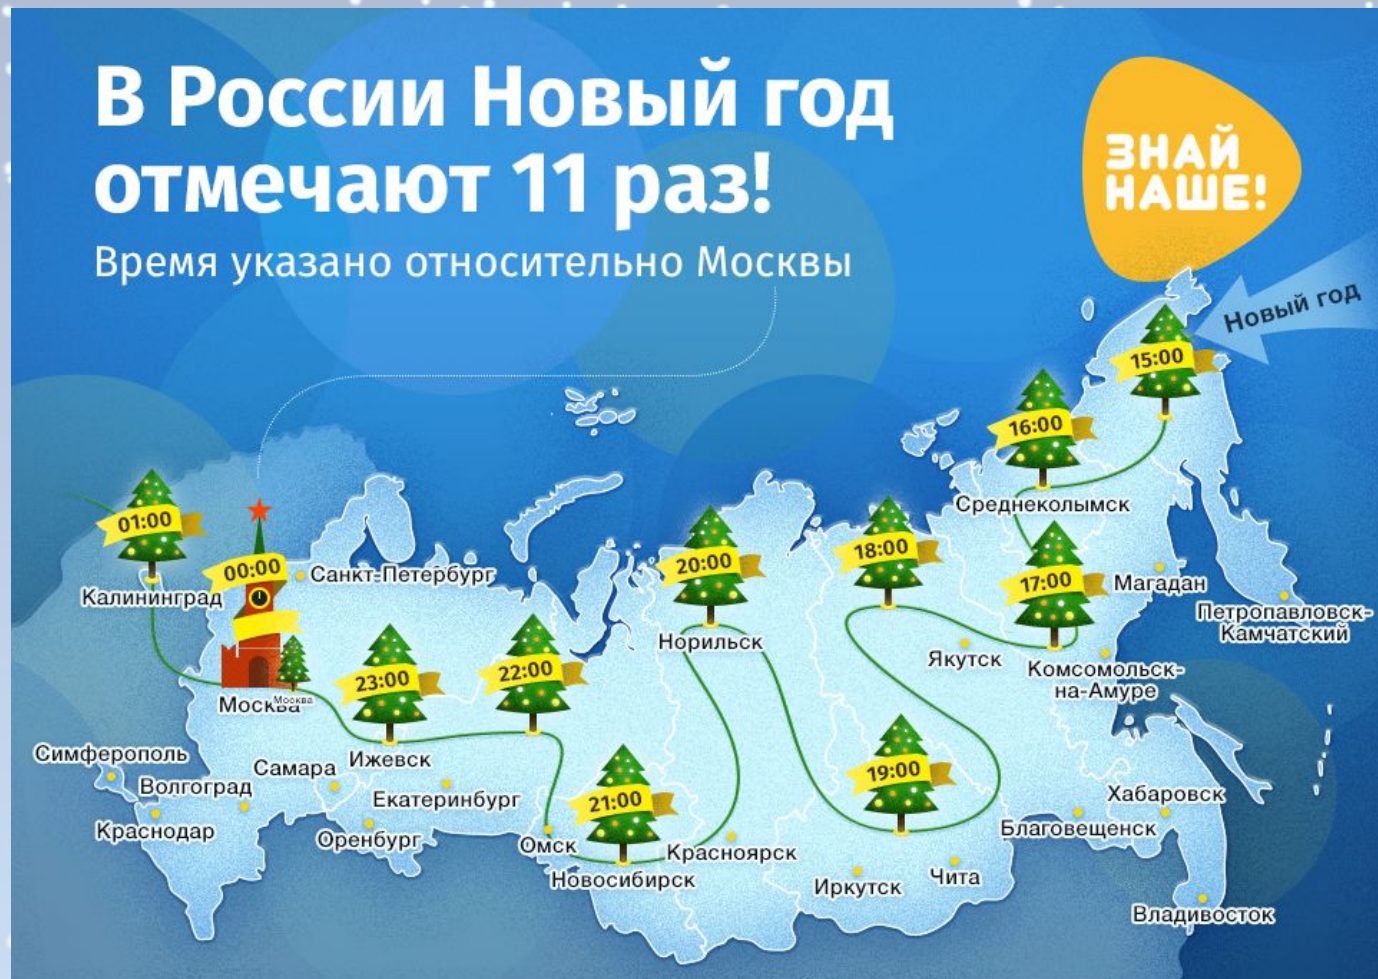 В России Новый год
отмечают 11 раз!
Время указано относительно Москвы
ЗНАЙ
НАШЕ!
Новый год
15:00
16:00
Среднеколымск
01:00
00:00
20:00
18:00
17:00
Калининград
Санкт-Петербург
Норильск
Магадан
Петропавловск-
Камчатский
Якутск
Комсомольск-
на-Амуре
23:00
22:00
Москва
Москва
Симферополь
Волгоград
Самара
Ижевск
Екатеринбург
Краснодар
Оренбург
21:00
19:00
Омск
Новосибирск
Красноярск
Иркутск
Чита
Благовещенск
Хабаровск
Владивосток